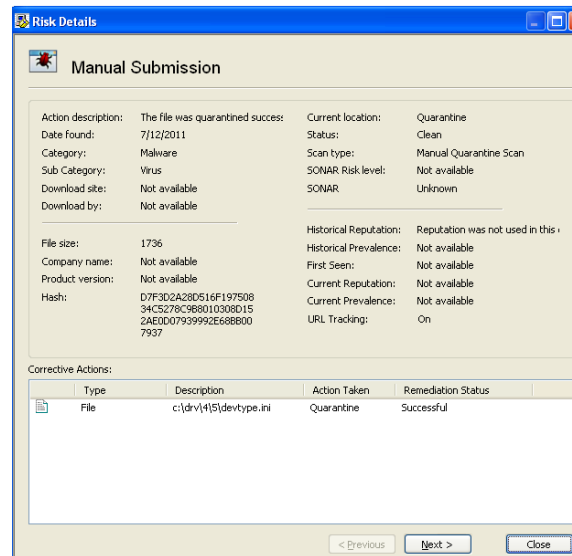 Risk Details
Manual Submission
Action description: The file was quarantined success
Date found: 7/12/2011
Category: Malware
Sub Category: Virus
Download site: Not available
Download by: Not available
File size: 1736
Company name: Not available
Product version: Not available
Hash: D7F3D2A28D516F197508
34C5278C9B8010308D15
2AE0D07939992E68BB00
7937
Current location: Quarantine
Status: Clean
Scan type: Manual Quarantine Scan
SONAR Risk level: Not available
SONAR Unknown
Historical Reputation: Reputation was not used in this
Historical Prevalence: Not available
First Seen: Not available
Current Reputation: Not available
Current Prevalence: Not available
URL Tracking: On
Corrective Actions:
Type Description Action Taken Remediation Status
File c:\drv\4\5\devtype.ini Quarantine Successful
< Previous Next > Close